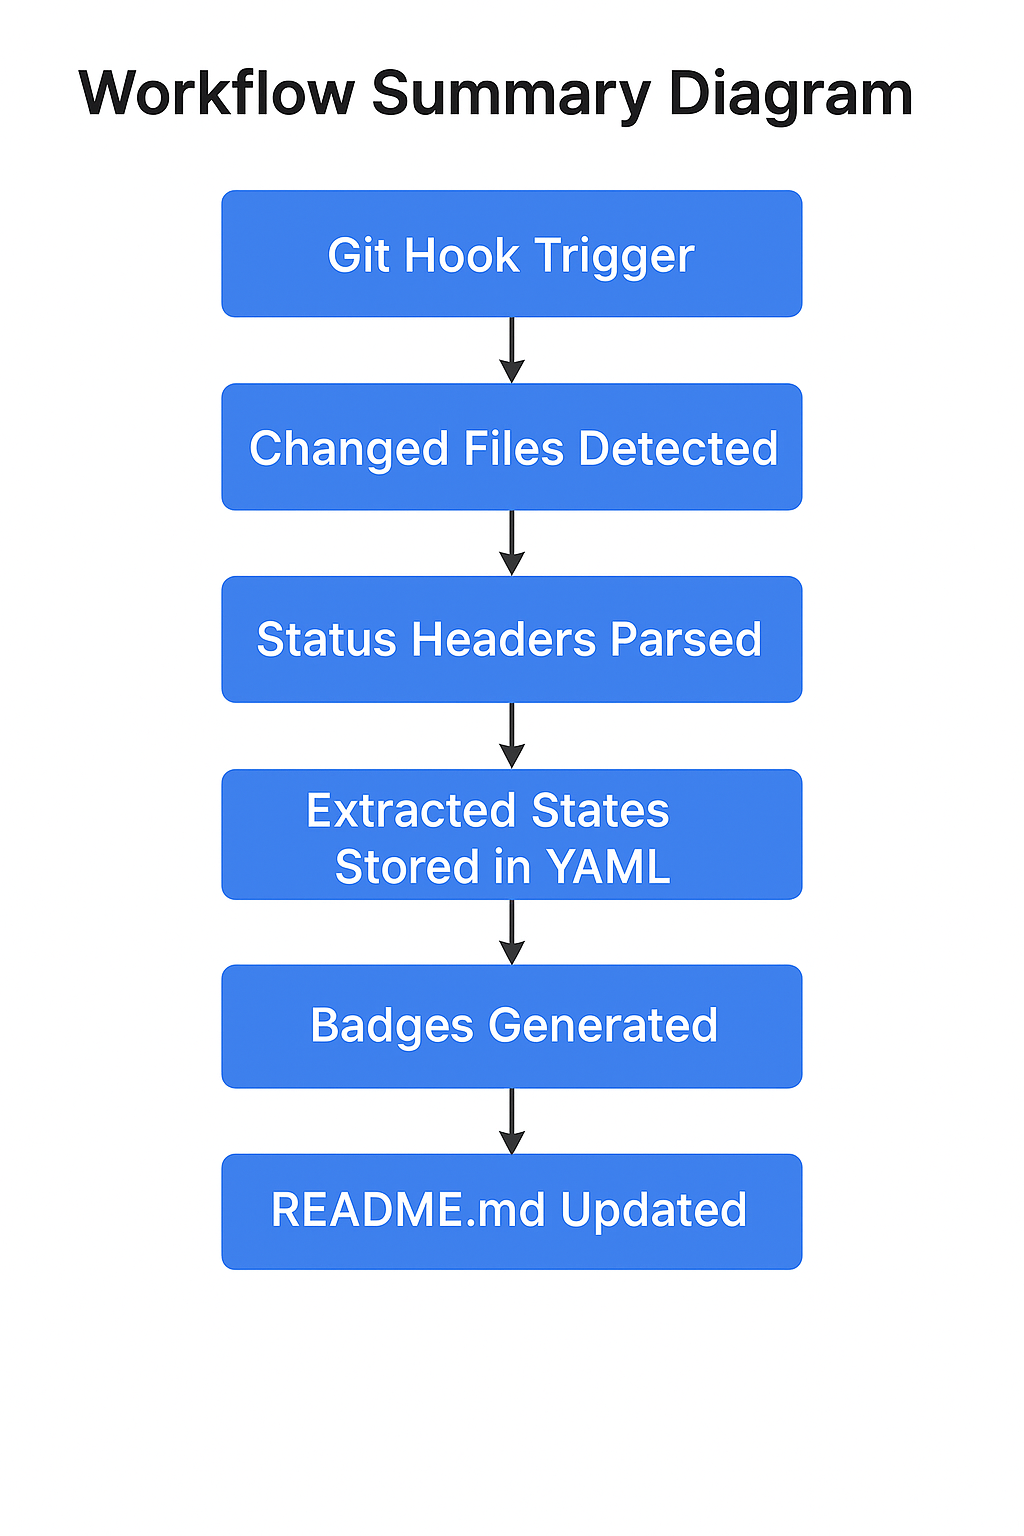 Workflow Summary Diagram
Git Hook Trigger
Changed Files Detected
Status Headers Parsed
Extracted States
Stored in YAML
Badges Generated
README.md Updated